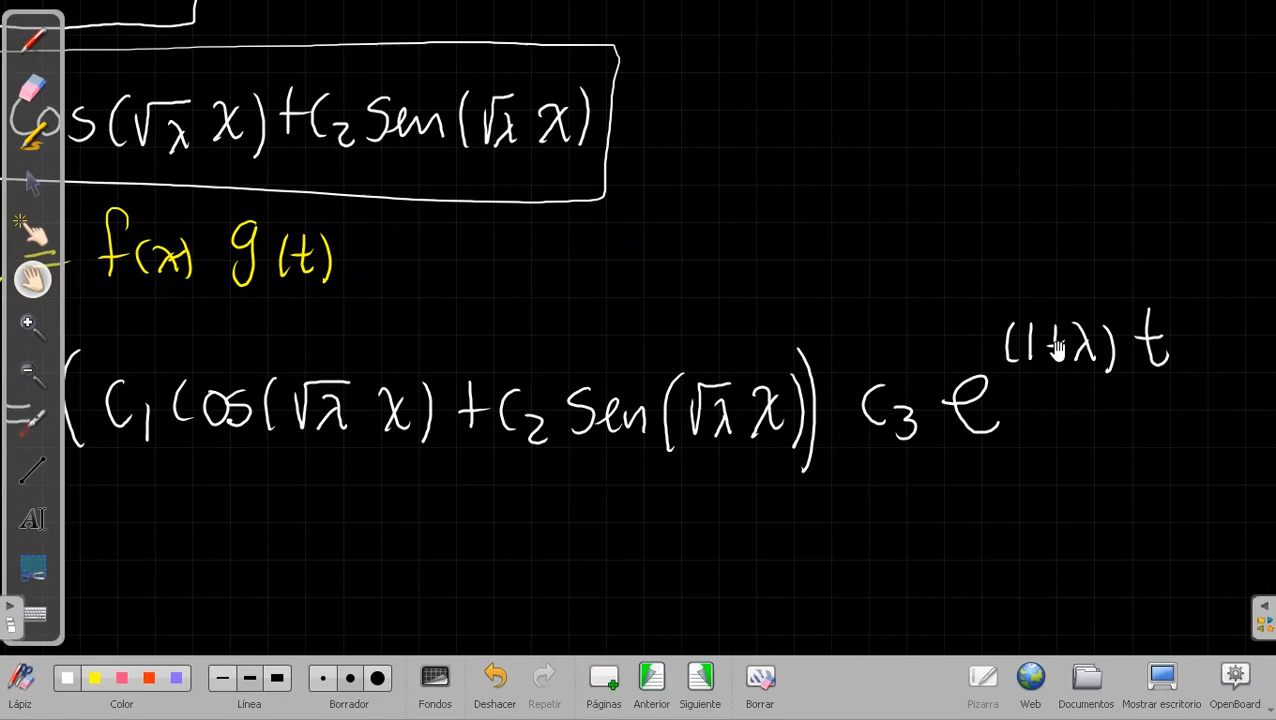 s(√λ x) + C₂ Sen(√λ x)
f(x) g(t)
= (C₁ Cos(√λ x) + C₂ Sen(√λ x)) C₃ e^{(1+λ) t}
AI
Lápiz
Color
Línea
Borrador
Fondos
Deshacer
Repetir
Páginas
Anterior
Siguiente
Borrar
Pizarra
Web
Documentos
Mostrar escritorio
OpenBoard